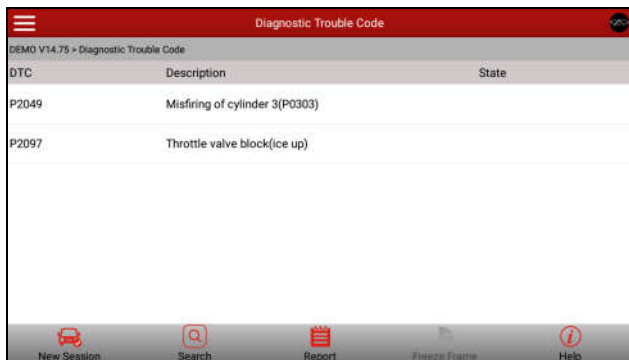 Diagnostic Trouble Code
DEMO V14.75 > Diagnostic Trouble Code
DTC Description State
P2049 Misfiring of cylinder 3(P0303)
P2097 Throttle valve block(ice up)
New Session Search Report Freeze Frame Help